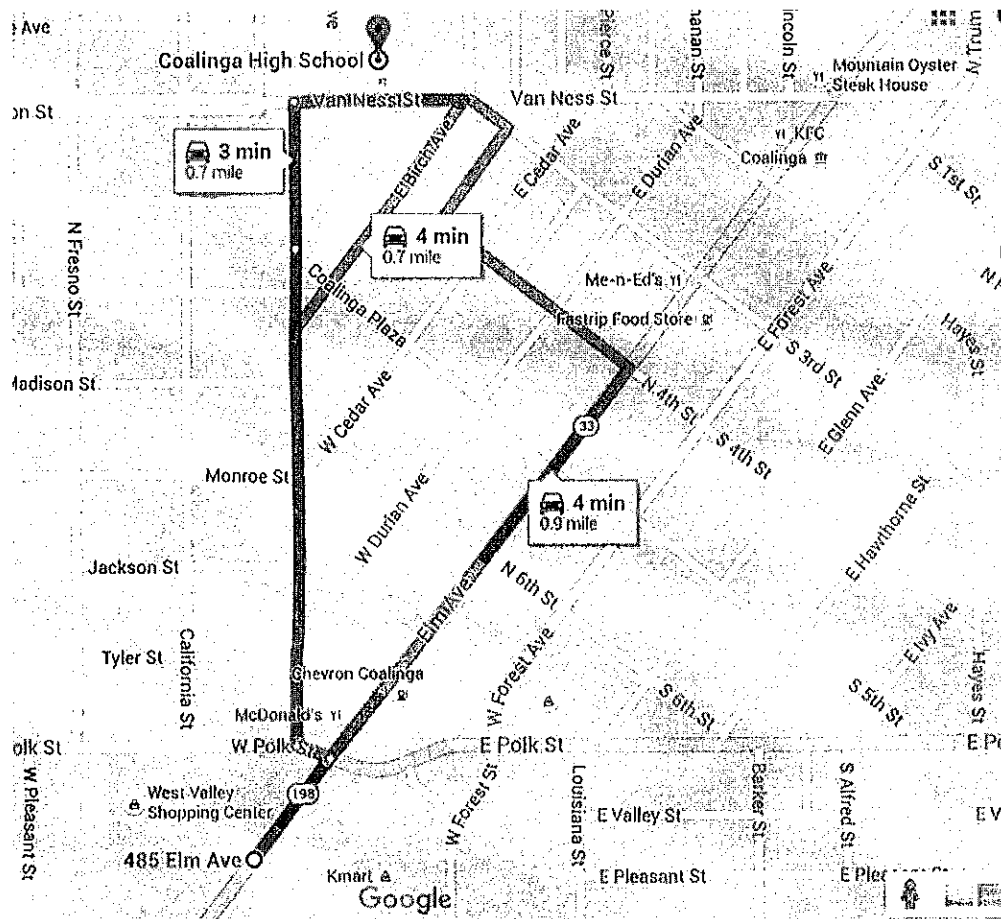 e Ave
ve
Pierce St
nanan St
incoln St
N Trum
Coalinga High School
Mountain Oyster
Steak House
on St
Van Ness St
Van Ness St
3 min
0.7 mile
E Birch Ave
E Cedar Ave
E Durian Ave
KFC
Coalinga
S 1st St
N Fresno St
4 min
0.7 mile
Coalinga Plaza
Me-n-Ed's
Fastrip Food Store
E Forest Ave
Hayes St
S 3rd St
Madison St
W Cedar Ave
N 4th St
33
S 4th St
E Glenn Ave
Monroe St
W Durian Ave
4 min
0.9 mile
E Hawthorne St
Jackson St
N 6th St
Elm Ave
Tyler St
California St
W Forest Ave
E Ivy Ave
Hayes St
Chevron Coalinga
S 6th St
S 5th St
McDonald's
olk St
W Polk St
E Polk St
E Po
W Pleasant St
198
West Valley
Shopping Center
W Forest St
Louisiana St
Barker St
S Alfred St
E Valley St
E V
485 Elm Ave
Kmart
Google
E Pleasant St